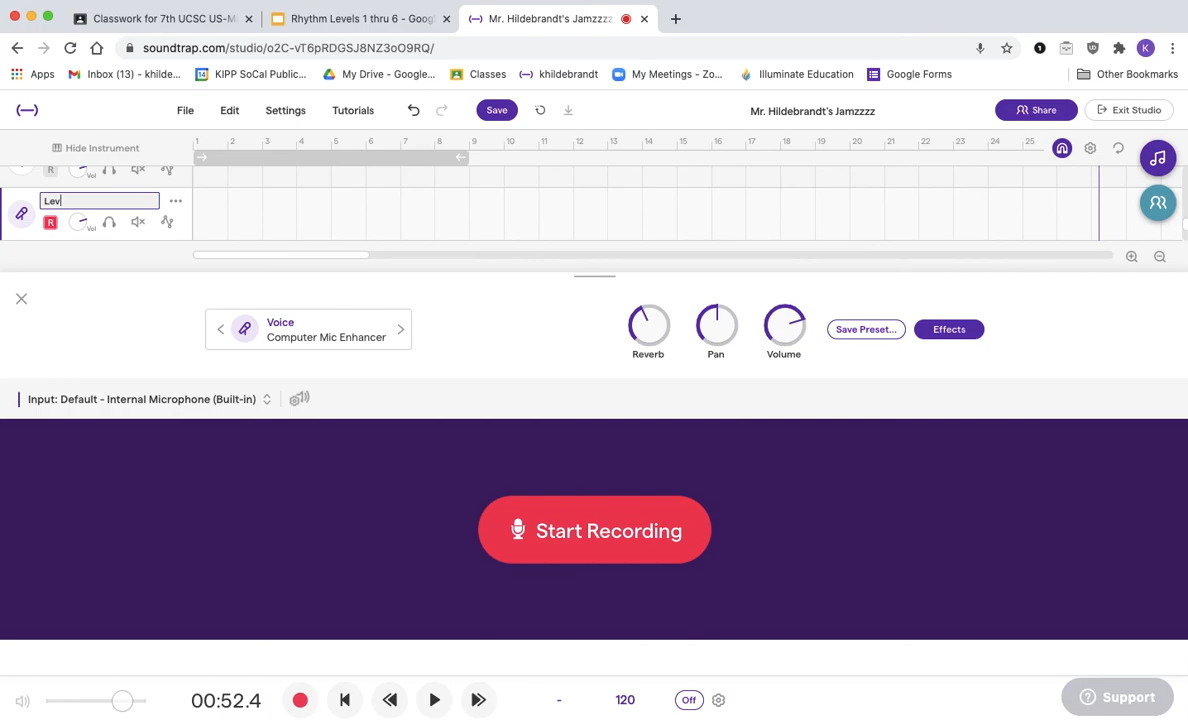 Classwork for 7th UCSC US-M
Rhythm Levels 1 thru 6 - Goog
Mr. Hildebrandt's Jamzzzz
soundtrap.com/studio/o2C-vT6pRDGSJ8NZ3oO9RQ/
K
Apps
Inbox (13) - khilde...
KIPP SoCal Public...
My Drive - Google...
Classes
khildebrandt
My Meetings - Zo...
Illuminate Education
Google Forms
Other Bookmarks
File
Edit
Settings
Tutorials
Save
Mr. Hildebrandt's Jamzzzz
Share
Exit Studio
Hide Instrument
1 2 3 4 5 6 7 8 9 10 11 12 13 14 15 16 17 18 19 20 21 22 23 24 25
R
Vol
Lev
R
Vol
Voice
Computer Mic Enhancer
Reverb
Pan
Volume
Save Preset...
Effects
Input: Default - Internal Microphone (Built-in)
Start Recording
00:52.4
-
120
Off
Support